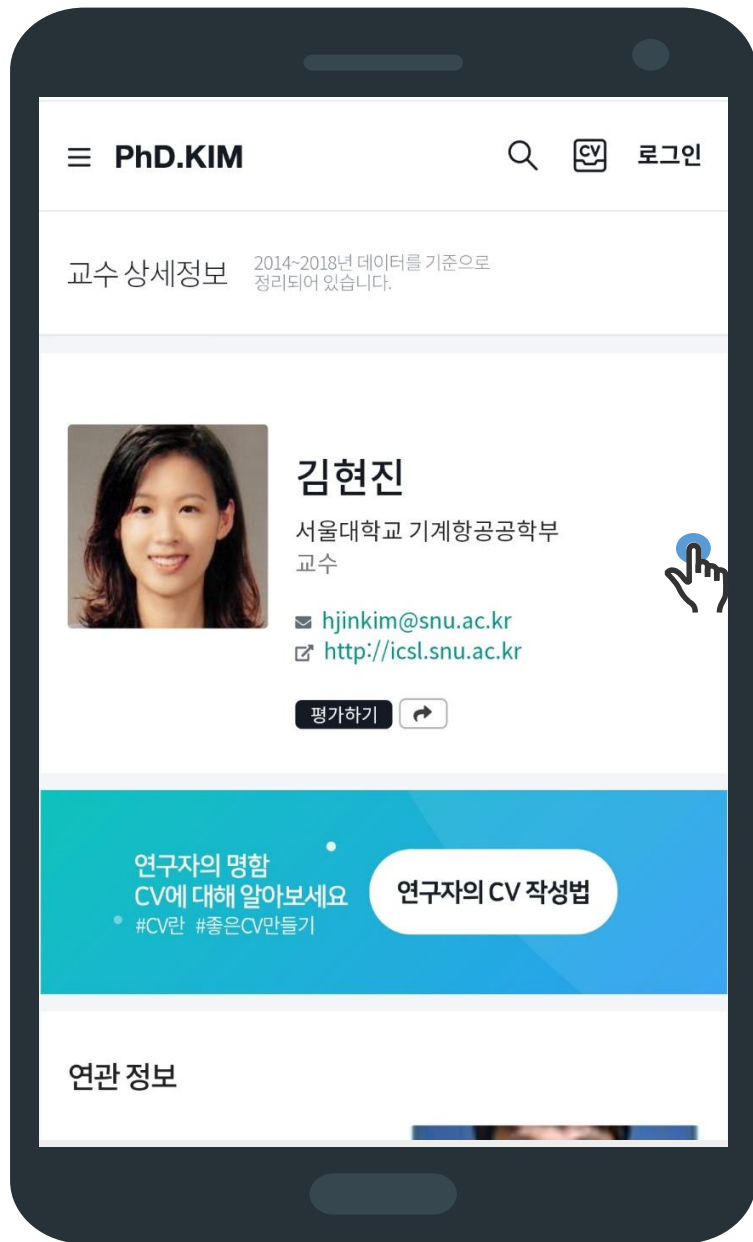 PhD.KIM
CV
로그인
교수 상세정보
2014~2018년 데이터를 기준으로
정리되어 있습니다.
김현진
서울대학교 기계항공공학부
교수
hjinkim@snu.ac.kr
http://icsl.snu.ac.kr
평가하기
연구자의 명함
CV에 대해 알아보세요
#CV란 #좋은CV만들기
연구자의 CV 작성법
연관 정보